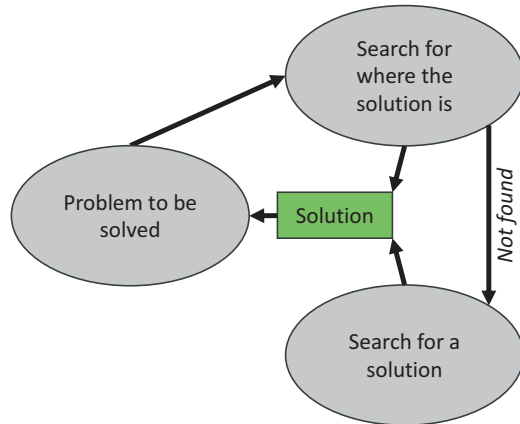 Search for
where the
solution is
Problem to be
solved
Solution
Not found
Search for a
solution